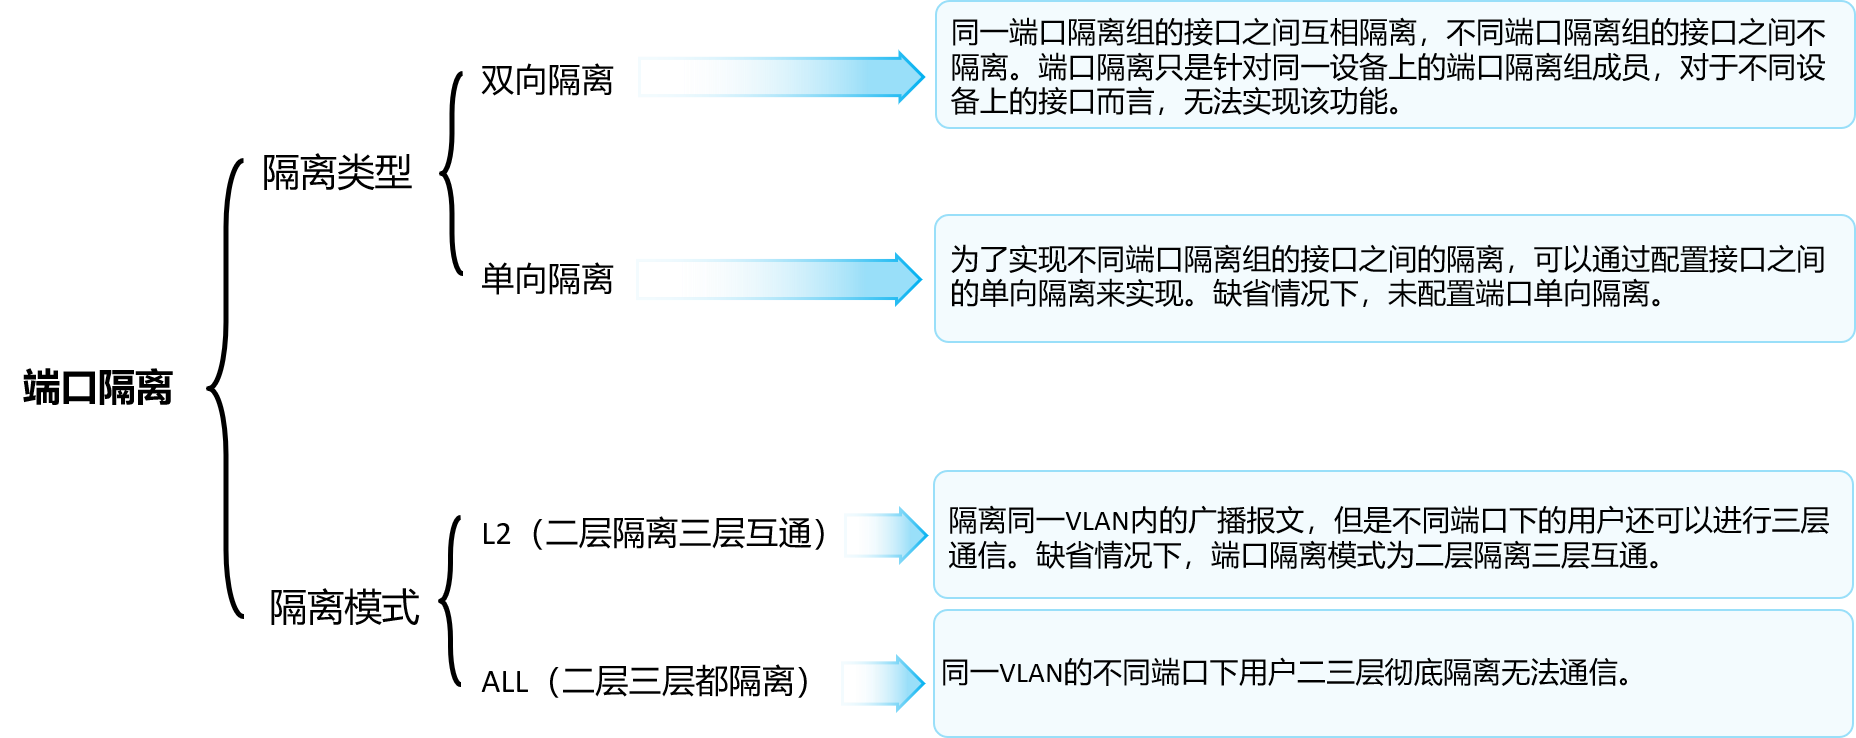 端口隔离
隔离类型
双向隔离
同一端口隔离组的接口之间互相隔离，不同端口隔离组的接口之间不
隔离。端口隔离只是针对同一设备上的端口隔离组成员，对于不同设
备上的接口而言，无法实现该功能。
单向隔离
为了实现不同端口隔离组的接口之间的隔离，可以通过配置接口之间
的单向隔离来实现。缺省情况下，未配置端口单向隔离。
隔离模式
L2（二层隔离三层互通）
隔离同一VLAN内的广播报文，但是不同端口下的用户还可以进行三层
通信。缺省情况下，端口隔离模式为二层隔离三层互通。
ALL（二层三层都隔离）
同一VLAN的不同端口下用户二三层彻底隔离无法通信。